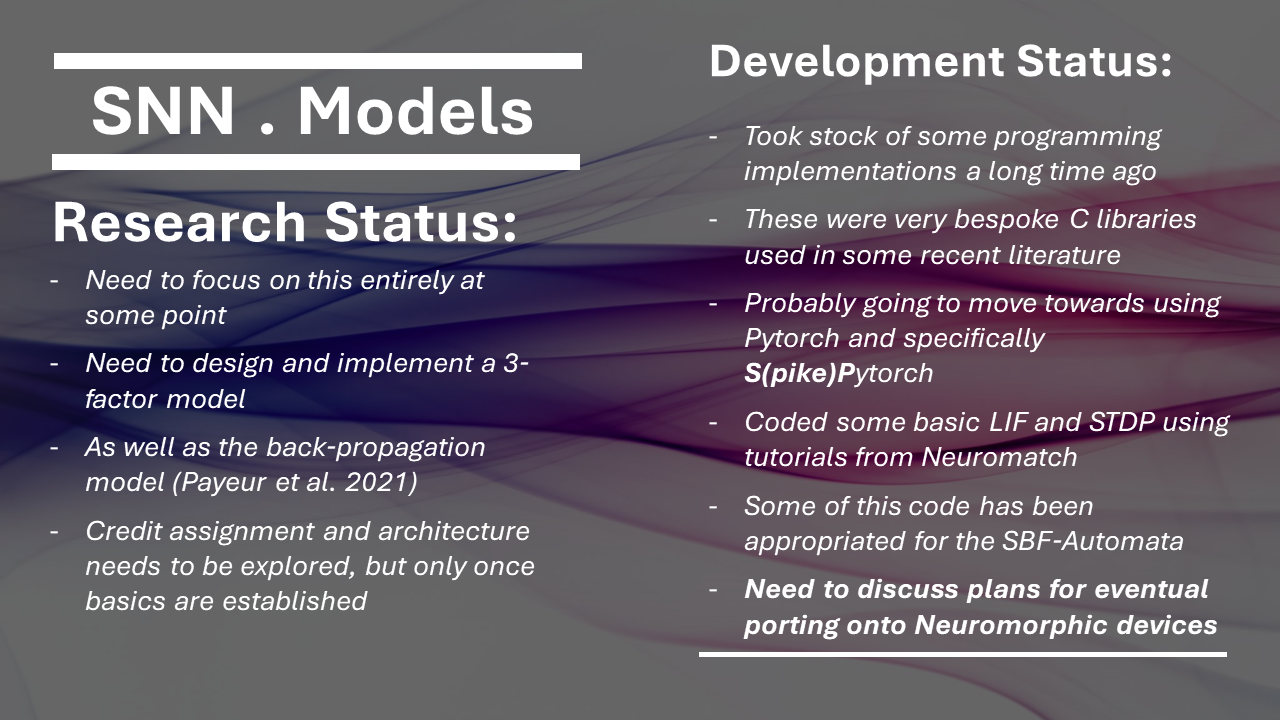 SNN . Models
Research Status:
- Need to focus on this entirely at
some point
- Need to design and implement a 3-
factor model
- As well as the back-propagation
model (Payeur et al. 2021)
- Credit assignment and architecture
needs to be explored, but only once
basics are established
Development Status:
- Took stock of some programming
implementations a long time ago
- These were very bespoke C libraries
used in some recent literature
- Probably going to move towards using
Pytorch and specifically
S(pike)Pytorch
- Coded some basic LIF and STDP using
tutorials from Neuromatch
- Some of this code has been
appropriated for the SBF-Automata
- Need to discuss plans for eventual
porting onto Neuromorphic devices